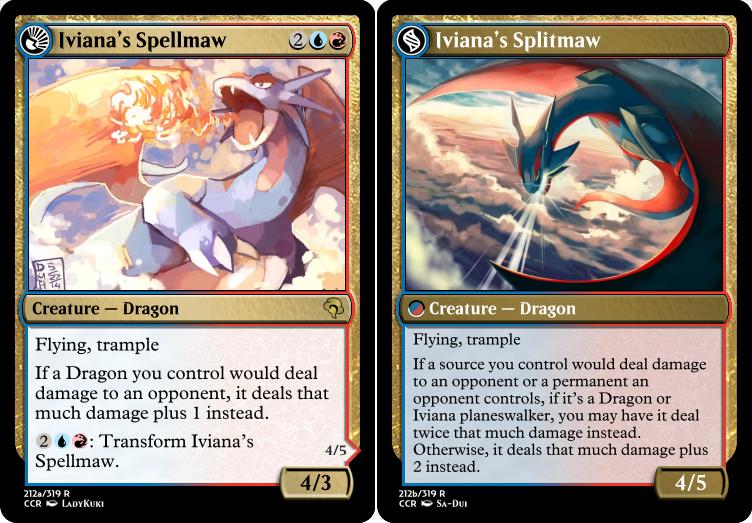 Iviana's Spellmaw 2
Creature — Dragon
Flying, trample
If a Dragon you control would deal
damage to an opponent, it deals that
much damage plus 1 instead.
2 : Transform Iviana's
Spellmaw.
4/5
4/3
212a/319 R
CCR LadyKuki
Iviana's Splitmaw
Creature — Dragon
Flying, trample
If a source you control would deal damage
to an opponent or a permanent an
opponent controls, if it's a Dragon or
Iviana planeswalker, you may have it deal
twice that much damage instead.
Otherwise, it deals that much damage plus
2 instead.
4/5
212b/319 R
CCR Sa-Dui